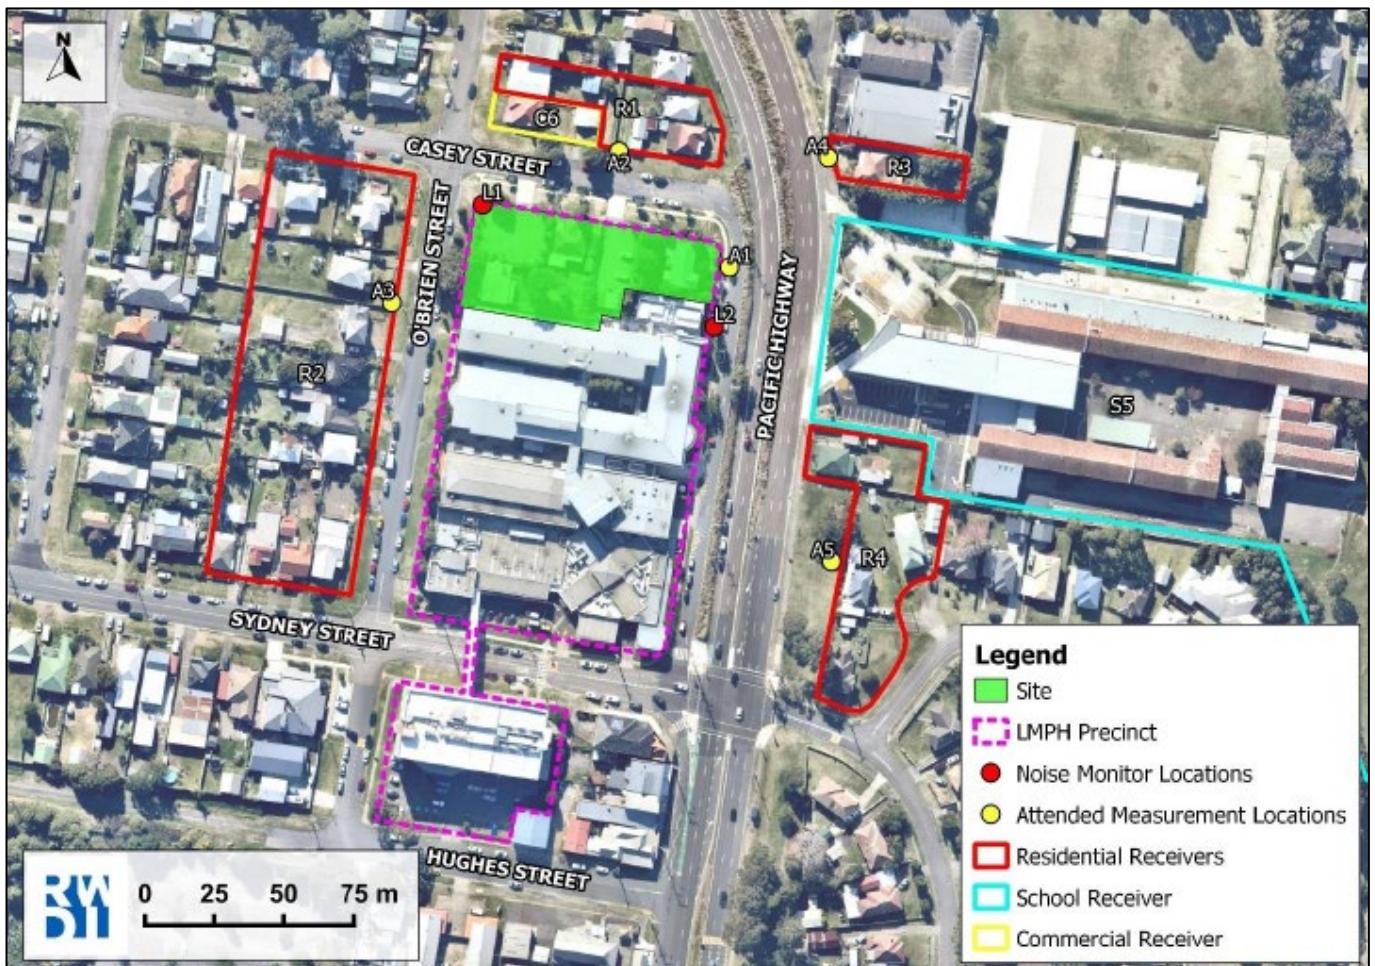 N
R1
C6
CASEY STREET
A2
A4
R3
L1
O'BRIEN STREET
A1
A3
L2
PACIFIC HIGHWAY
R2
S5
A5
R4
SYDNEY STREET
HUGHES STREET
RW
DI
0 25 50 75 m
Legend
Site
LMPH Precinct
Noise Monitor Locations
Attended Measurement Locations
Residential Receivers
School Receiver
Commercial Receiver